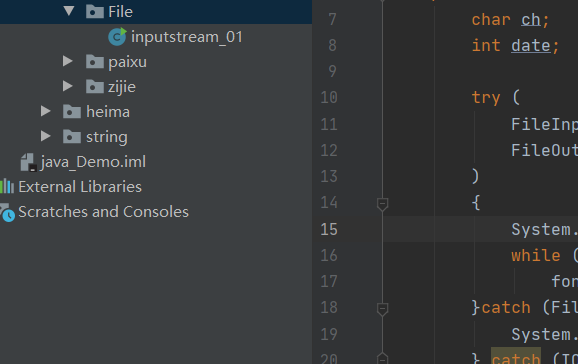 File
inputstream_01
paixu
zijie
heima
string
java_Demo.iml
External Libraries
Scratches and Consoles
7 char ch;
8 int date;
9
10 try (
11 FileInp
12 FileOut
13 )
14 {
15 System.
16 while (
17 fon
18 }catch (Fil
19 System.
20 } catch (IO